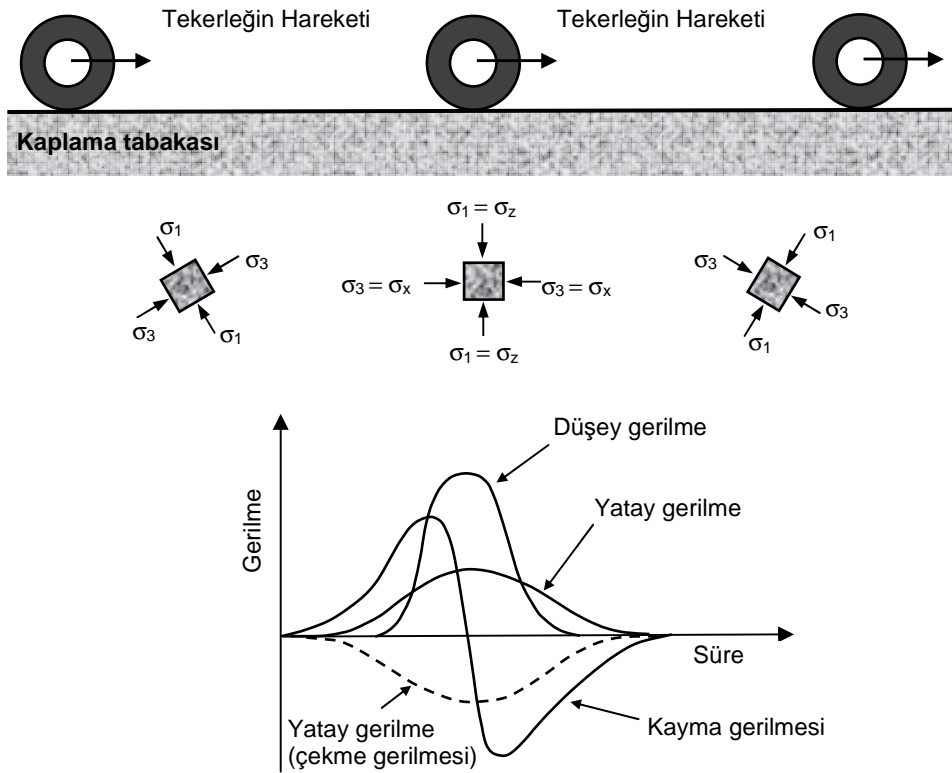 Tekerleğin Hareketi
Tekerleğin Hareketi
Kaplama tabakası
σ1
σ3
σ3
σ1
σ1 = σz
σ3 = σx
σ3 = σx
σ1 = σz
σ1
σ3
σ3
σ1
Düşey gerilme
Yatay gerilme
Gerilme
Süre
Yatay gerilme
(çekme gerilmesi)
Kayma gerilmesi